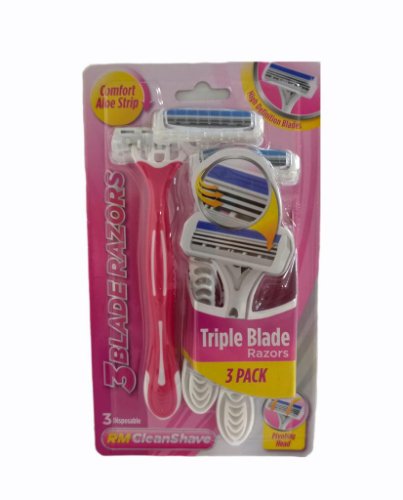 Comfort
Aloe Strip
High Definition Blades
3 BLADE RAZORS
Triple Blade
Razors
3 PACK
3 Disposable
RM CleanShave
Pivoting
Head